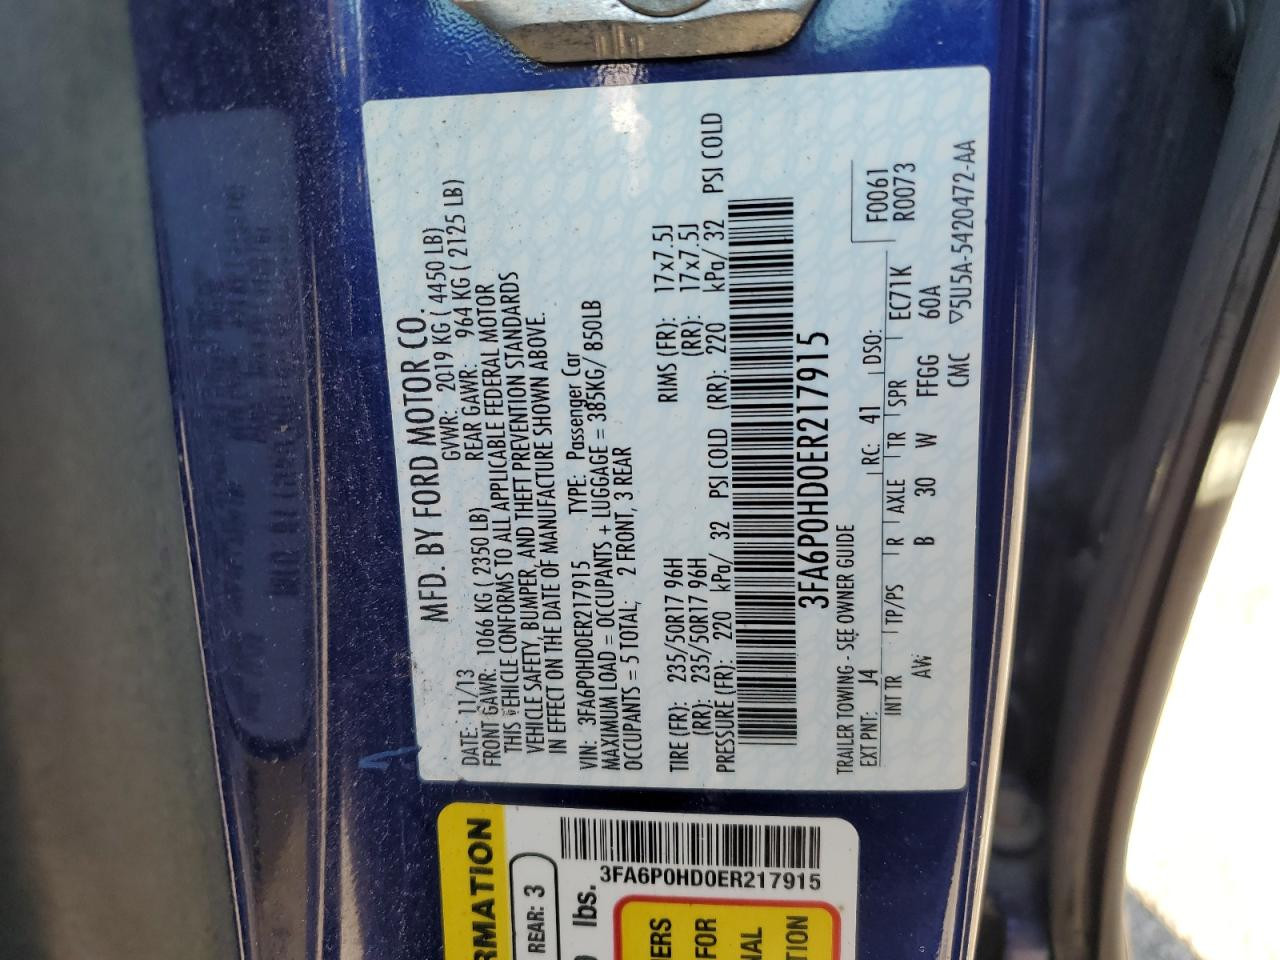 MFD. BY FORD MOTOR CO.
DATE: 11/13 GVWR: 2019 KG ( 4450 LB)
FRONT GAWR: 1066 KG ( 2350 LB) REAR GAWR: 964 KG ( 2125 LB)
THIS VEHICLE CONFORMS TO ALL APPLICABLE FEDERAL MOTOR
VEHICLE SAFETY, BUMPER, AND THEFT PREVENTION STANDARDS
IN EFFECT ON THE DATE OF MANUFACTURE SHOWN ABOVE.
VIN: 3FA6P0HD0ER217915 TYPE: Passenger Car
MAXIMUM LOAD = OCCUPANTS + LUGGAGE = 385KG/ 850LB
OCCUPANTS = 5 TOTAL, 2 FRONT, 3 REAR
TIRE (FR): 235/50R17 96H RIMS (FR): 17x7.5J
(RR): 235/50R17 96H (RR): 17x7.5J
PRESSURE (FR): 220 kPa/ 32 PSI COLD (RR): 220 kPa/ 32 PSI COLD
3FA6P0HD0ER217915
TRAILER TOWING - SEE OWNER GUIDE
EXT PNT: J4 RC: 41 DSO: F0061
R0073
INT TR TP/PS R AXLE TR SPR EC71K
AW B 30 W FFGG 60A
CMC ▽5U5A-5420472-AA
RMATION
REAR: 3
3FA6P0HD0ER217915
lbs.
ERS
FOR
NAL
TION